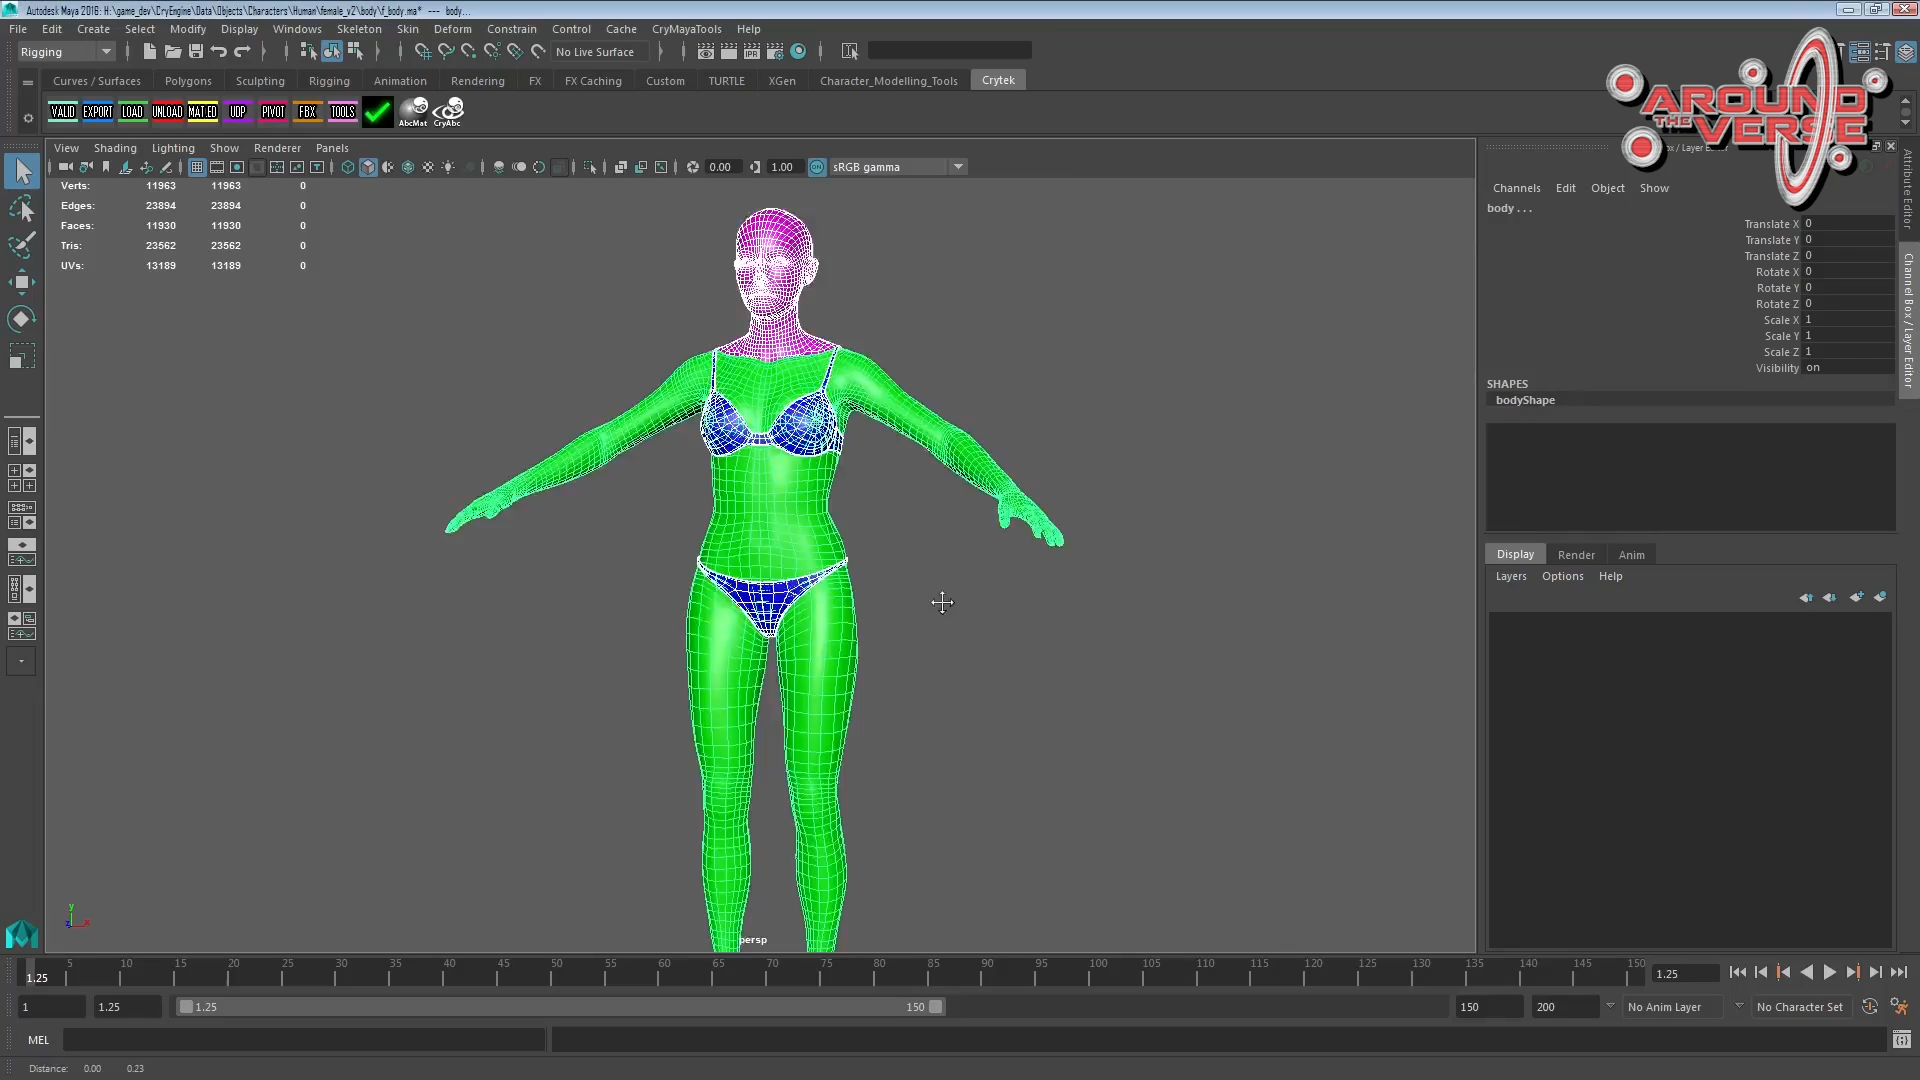 Autodesk Maya 2016: H:\game_dev\CryEngine\Data\Objects\Characters\Human\female_v2\body\f_body.ma* --- body...
File Edit Create Select Modify Display Windows Skeleton Skin Deform Constrain Control Cache CryMayaTools Help
Rigging No Live Surface
Curves / Surfaces Polygons Sculpting Rigging Animation Rendering FX FX Caching Custom TURTLE XGen Character_Modelling_Tools Crytek
VALID EXPORT LOAD UNLOAD MAT.ED UDP PIVOT FBX TOOLS AbcMat CryAbc
AROUND
THE VERSE
View Shading Lighting Show Renderer Panels
0.00 1.00 sRGB gamma
Verts: 11963 11963 0
Edges: 23894 23894 0
Faces: 11930 11930 0
Tris: 23562 23562 0
UVs: 13189 13189 0
Channels Edit Object Show
body . . .
Translate X 0
Translate Y 0
Translate Z 0
Rotate X 0
Rotate Y 0
Rotate Z 0
Scale X 1
Scale Y 1
Scale Z 1
Visibility on
SHAPES
bodyShape
Display Render Anim
Layers Options Help
Attribute Editor
Channel Box / Layer Editor
y
z x
persp
5 10 15 20 25 30 35 40 45 50 55 60 65 70 75 80 85 90 95 100 105 110 115 120 125 130 135 140 145 150
1.25 1.25
1 1.25 1.25 150 150 200 No Anim Layer No Character Set
MEL
Distance: 0.00 0.23